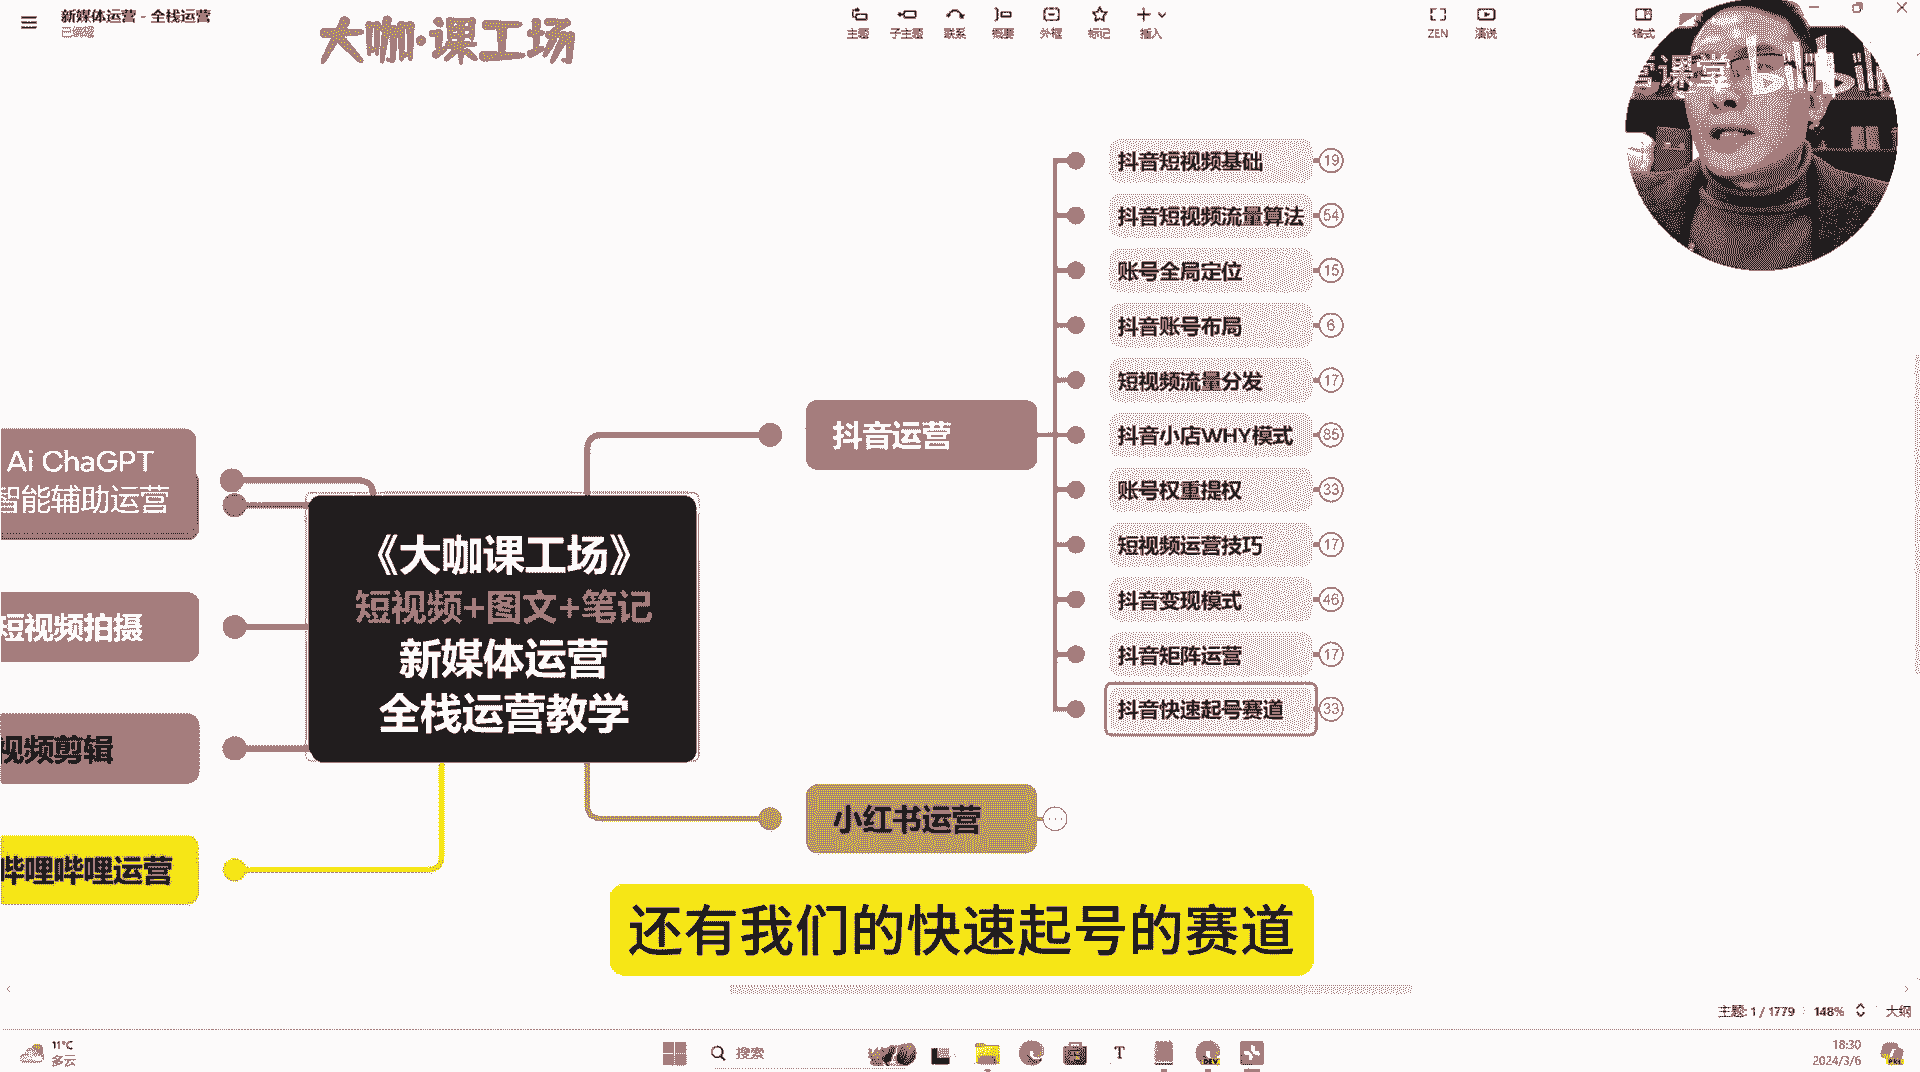 新媒体运营 - 全栈运营
已编辑
大咖·课工场
主题
子主题
联系
概要
外框
标记
插入
ZEN
演说
格式
营课堂 bilibili
抖音短视频基础 19
抖音短视频流量算法 54
账号全局定位 15
抖音账号布局 6
短视频流量分发 17
抖音小店WHY模式 85
账号权重提权 33
短视频运营技巧 17
抖音变现模式 46
抖音矩阵运营 17
抖音快速起号赛道 33
抖音运营
小红书运营
Ai ChaGPT
智能辅助运营
短视频拍摄
视频剪辑
哔哩哔哩运营
《大咖课工场》
短视频+图文+笔记
新媒体运营
全栈运营教学
还有我们的快速起号的赛道
主题: 1 / 1779
148%
大纲
11°C
多云
搜索
T
DEV
18:30
2024/3/6